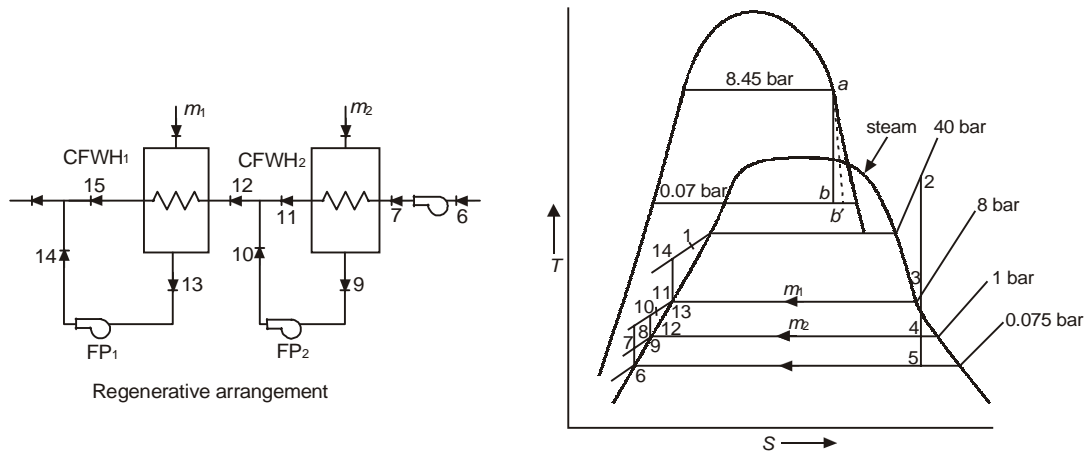 m₁
m₂
CFWH₁
CFWH₂
15
12
11
7
6
14
10
13
9
FP₁
FP₂
Regenerative arrangement
8.45 bar
a
steam
40 bar
0.07 bar
b
b′
2
8 bar
T
1
14
3
1 bar
11
m₁
10
13
0.075 bar
m₂
4
7
8
12
9
5
6
S